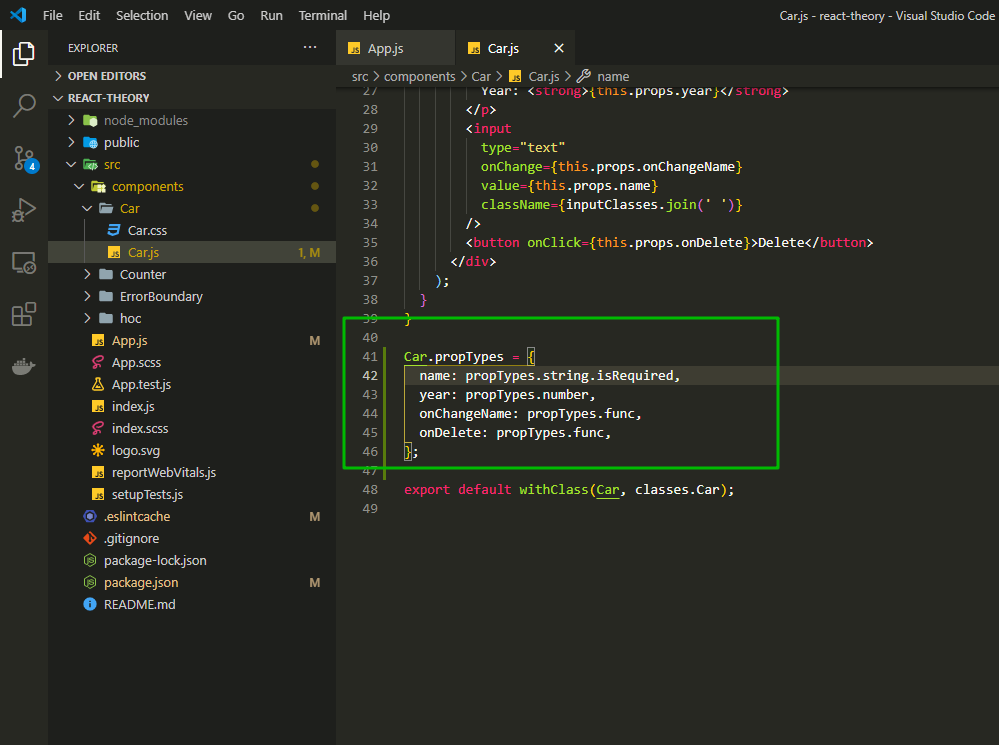 File Edit Selection View Go Run Terminal Help Car.js - react-theory - Visual Studio Code
EXPLORER ···
OPEN EDITORS
REACT-THEORY
node_modules
public
src
components
Car
Car.css
Car.js 1, M
Counter
ErrorBoundary
hoc
App.js M
App.scss
App.test.js
index.js
index.scss
logo.svg
reportWebVitals.js
setupTests.js
.eslintcache M
.gitignore
package-lock.json
package.json M
README.md
4
App.js Car.js
src > components > Car > Car.js > name
27 Year: <strong>{this.props.year}</strong>
28 </p>
29 <input
30 type="text"
31 onChange={this.props.onChangeName}
32 value={this.props.name}
33 className={inputClasses.join(' ')}
34 />
35 <button onClick={this.props.onDelete}>Delete</button>
36 </div>
37 );
38 }
39 }
40
41 Car.propTypes = {
42 name: propTypes.string.isRequired,
43 year: propTypes.number,
44 onChangeName: propTypes.func,
45 onDelete: propTypes.func,
46 };
47
48 export default withClass(Car, classes.Car);
49